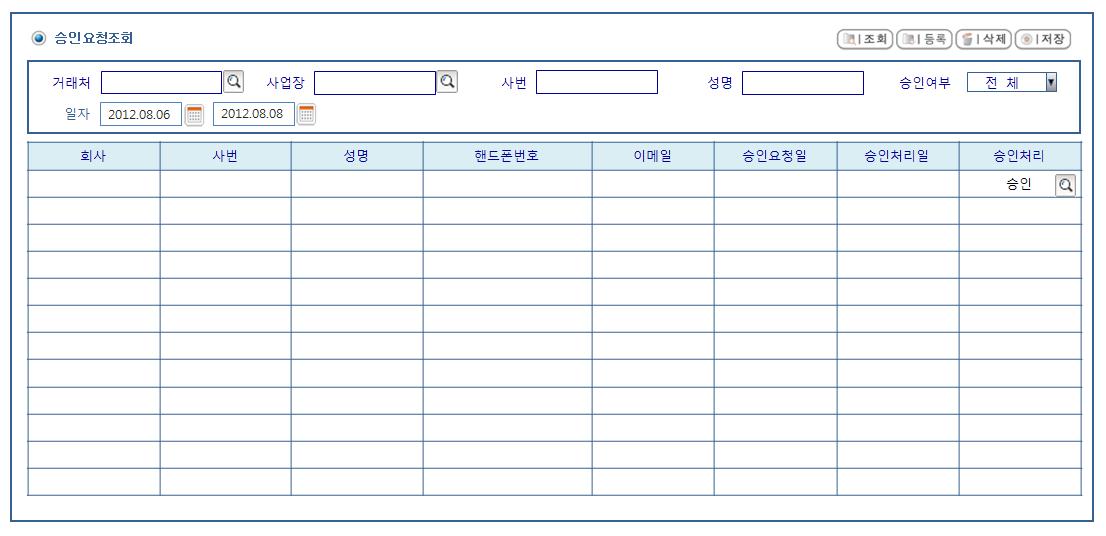 승인요청조회 조회 등록 삭제 저장
거래처 사업장 사번 성명 승인여부 전 체
일자 2012.08.06 2012.08.08
회사 사번 성명 핸드폰번호 이메일 승인요청일 승인처리일 승인처리
승인